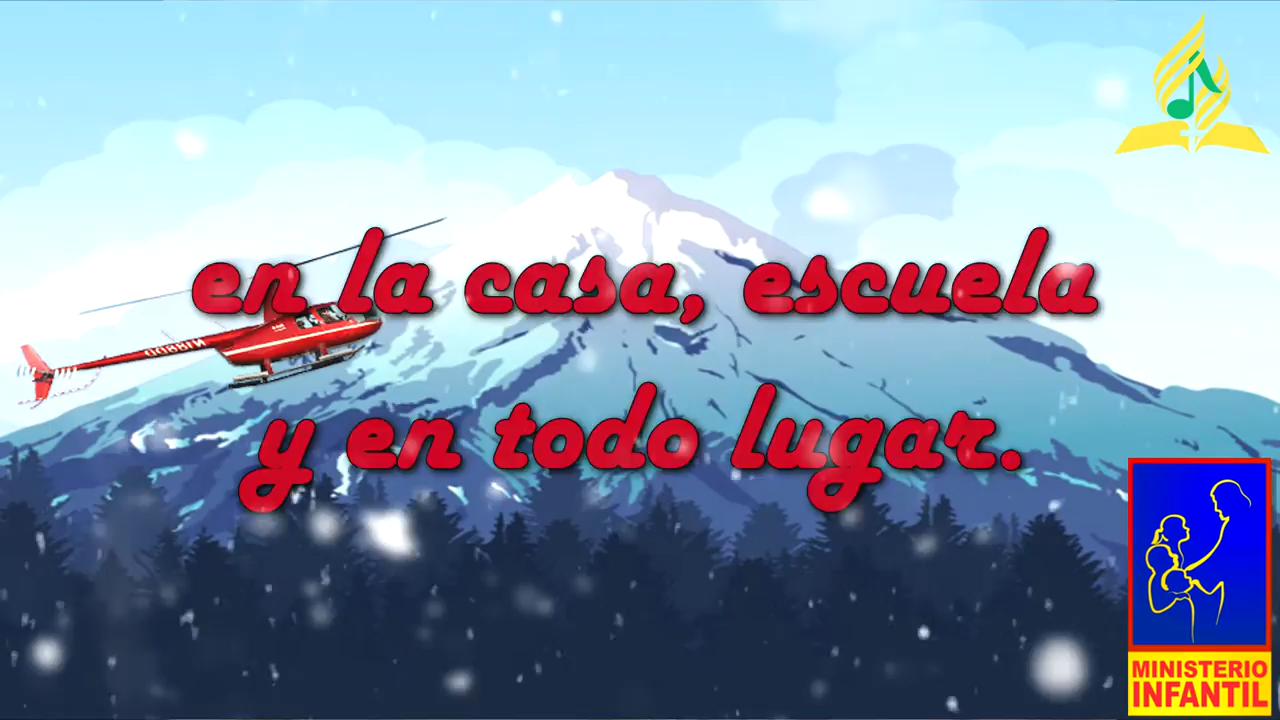 en la casa, escuela
y en todo lugar.
MINISTERIO
INFANTIL